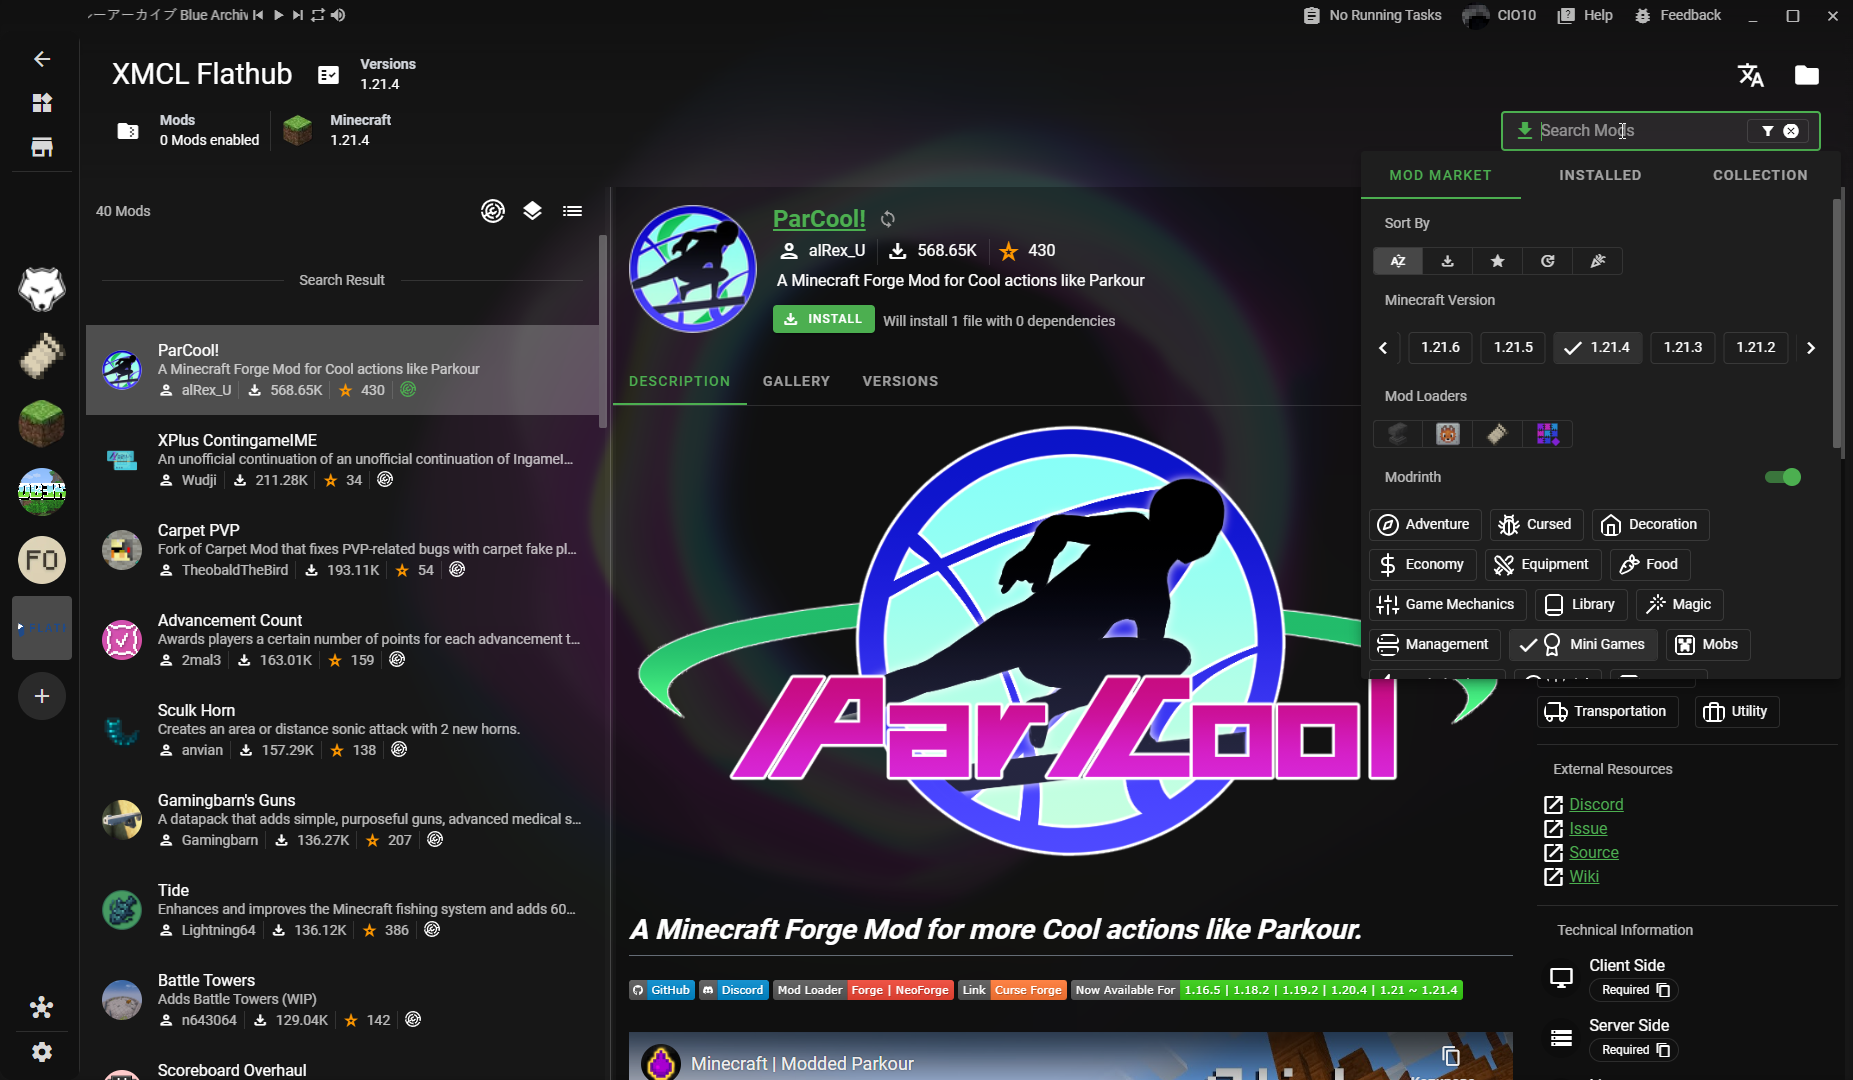 ーアーカイブ Blue Archiv
No Running Tasks
CIO10
Help
Feedback
XMCL Flathub
Versions
1.21.4
Mods
0 Mods enabled
Minecraft
1.21.4
Search Mods
MOD MARKET
INSTALLED
COLLECTION
Sort By
AZ
Minecraft Version
1.21.6
1.21.5
1.21.4
1.21.3
1.21.2
Mod Loaders
Modrinth
Adventure
Cursed
Decoration
Economy
Equipment
Food
Game Mechanics
Library
Magic
Management
Mini Games
Mobs
Transportation
Utility
External Resources
Discord
Issue
Source
Wiki
Technical Information
Client Side
Required
Server Side
Required
40 Mods
Search Result
ParCool!
A Minecraft Forge Mod for Cool actions like Parkour
alRex_U
568.65K
430
XPlus ContingameIME
An unofficial continuation of an unofficial continuation of Ingamel...
Wudji
211.28K
34
Carpet PVP
Fork of Carpet Mod that fixes PVP-related bugs with carpet fake pl...
TheobaldTheBird
193.11K
54
Advancement Count
Awards players a certain number of points for each advancement t...
2mal3
163.01K
159
Sculk Horn
Creates an area or distance sonic attack with 2 new horns.
anvian
157.29K
138
Gamingbarn's Guns
A datapack that adds simple, purposeful guns, advanced medical s...
Gamingbarn
136.27K
207
Tide
Enhances and improves the Minecraft fishing system and adds 60...
Lightning64
136.12K
386
Battle Towers
Adds Battle Towers (WIP)
n643064
129.04K
142
Scoreboard Overhaul
FO
ParCool!
alRex_U
568.65K
430
A Minecraft Forge Mod for Cool actions like Parkour
INSTALL
Will install 1 file with 0 dependencies
DESCRIPTION
GALLERY
VERSIONS
ParCool
A Minecraft Forge Mod for more Cool actions like Parkour.
GitHub
Discord
Mod Loader Forge | NeoForge
Link Curse Forge
Now Available For 1.16.5 | 1.18.2 | 1.19.2 | 1.20.4 | 1.21 ~ 1.21.4
Minecraft | Modded Parkour